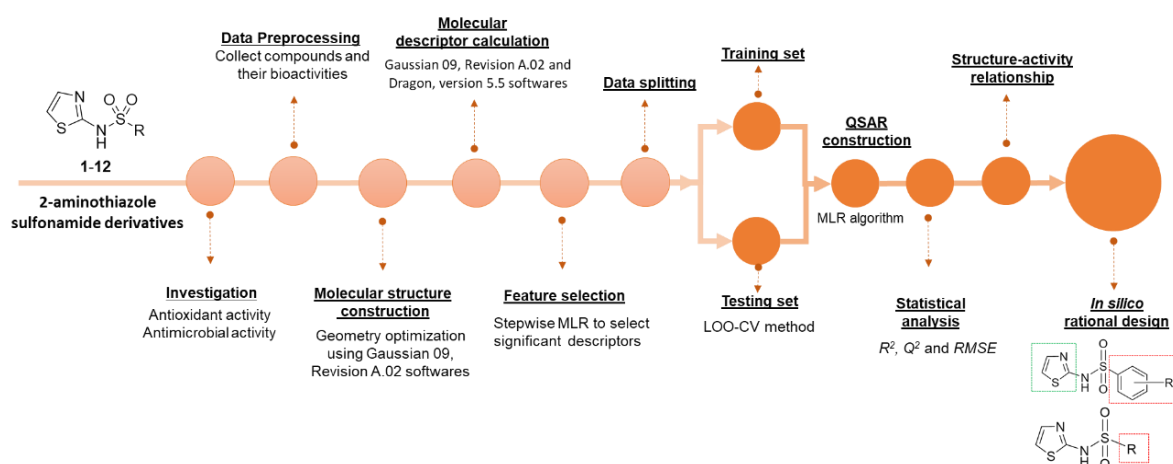 N
S
NH
O
S
O
R
1-12
2-aminothiazole
sulfonamide derivatives
Investigation
Antioxidant activity
Antimicrobial activity
Data Preprocessing
Collect compounds and
their bioactivities
Molecular structure
construction
Geometry optimization
using Gaussian 09,
Revision A.02 softwares
Molecular
descriptor calculation
Gaussian 09, Revision A.02 and
Dragon, version 5.5 softwares
Feature selection
Stepwise MLR to select
significant descriptors
Data splitting
Training set
Testing set
LOO-CV method
QSAR
construction
MLR algorithm
Statistical
analysis
R², Q² and RMSE
Structure-activity
relationship
In silico
rational design
N
S
NH
O
S
O
R
N
S
NH
O
S
O
R